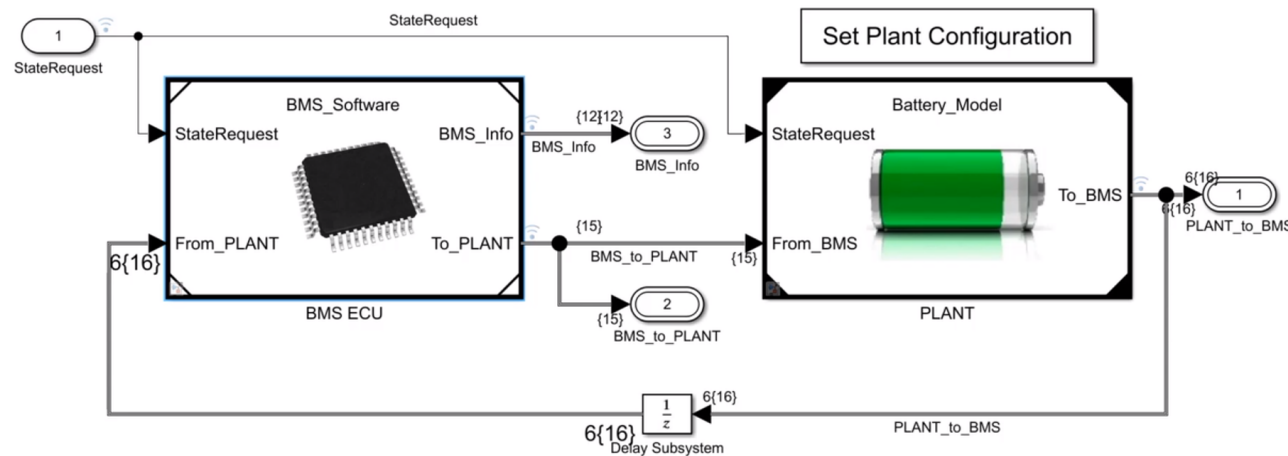 StateRequest
1
StateRequest
Set Plant Configuration
BMS_Software
StateRequest
BMS_Info
From_PLANT
To_PLANT
BMS ECU
6{16}
{12}
{12}
BMS_Info
3
BMS_Info
{15}
BMS_to_PLANT
{15}
2
{15}
BMS_to_PLANT
Battery_Model
StateRequest
To_BMS
From_BMS
PLANT
6{16}
6{16}
1
PLANT_to_BMS
6{16}
1
z
6{16}
Delay Subsystem
PLANT_to_BMS